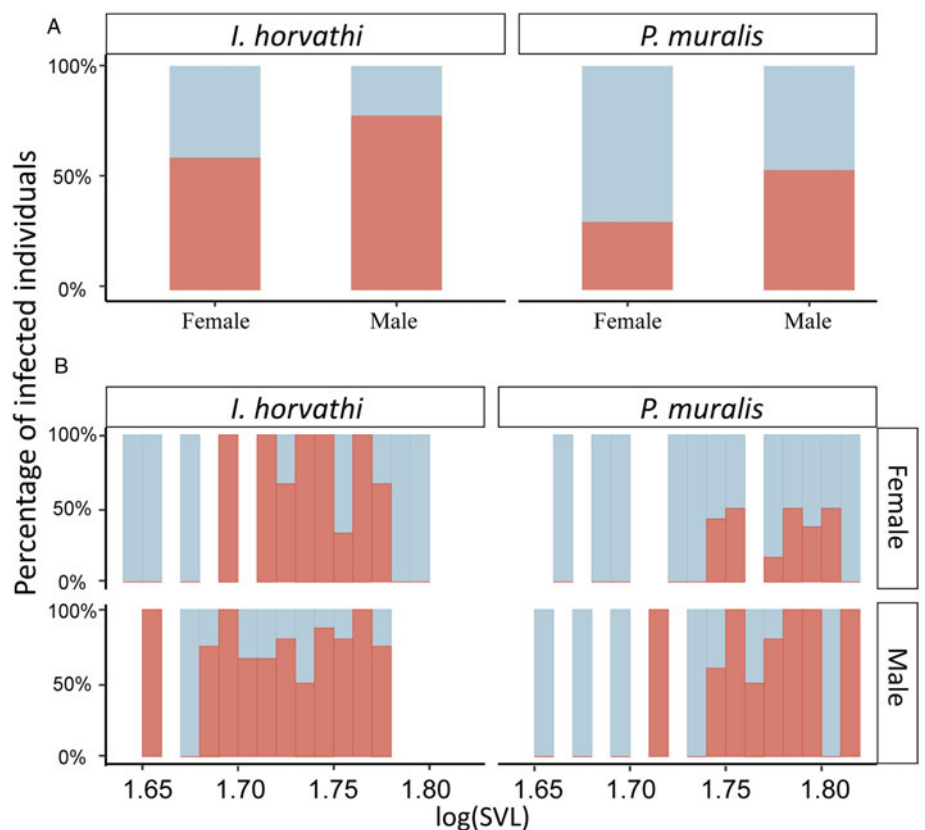 A
I. horvathi
P. muralis
Percentage of infected individuals
100%
50%
0%
Female
Male
Female
Male
B
I. horvathi
P. muralis
100%
50%
0%
Female
100%
50%
0%
Male
1.65
1.70
1.75
1.80
1.65
1.70
1.75
1.80
log(SVL)